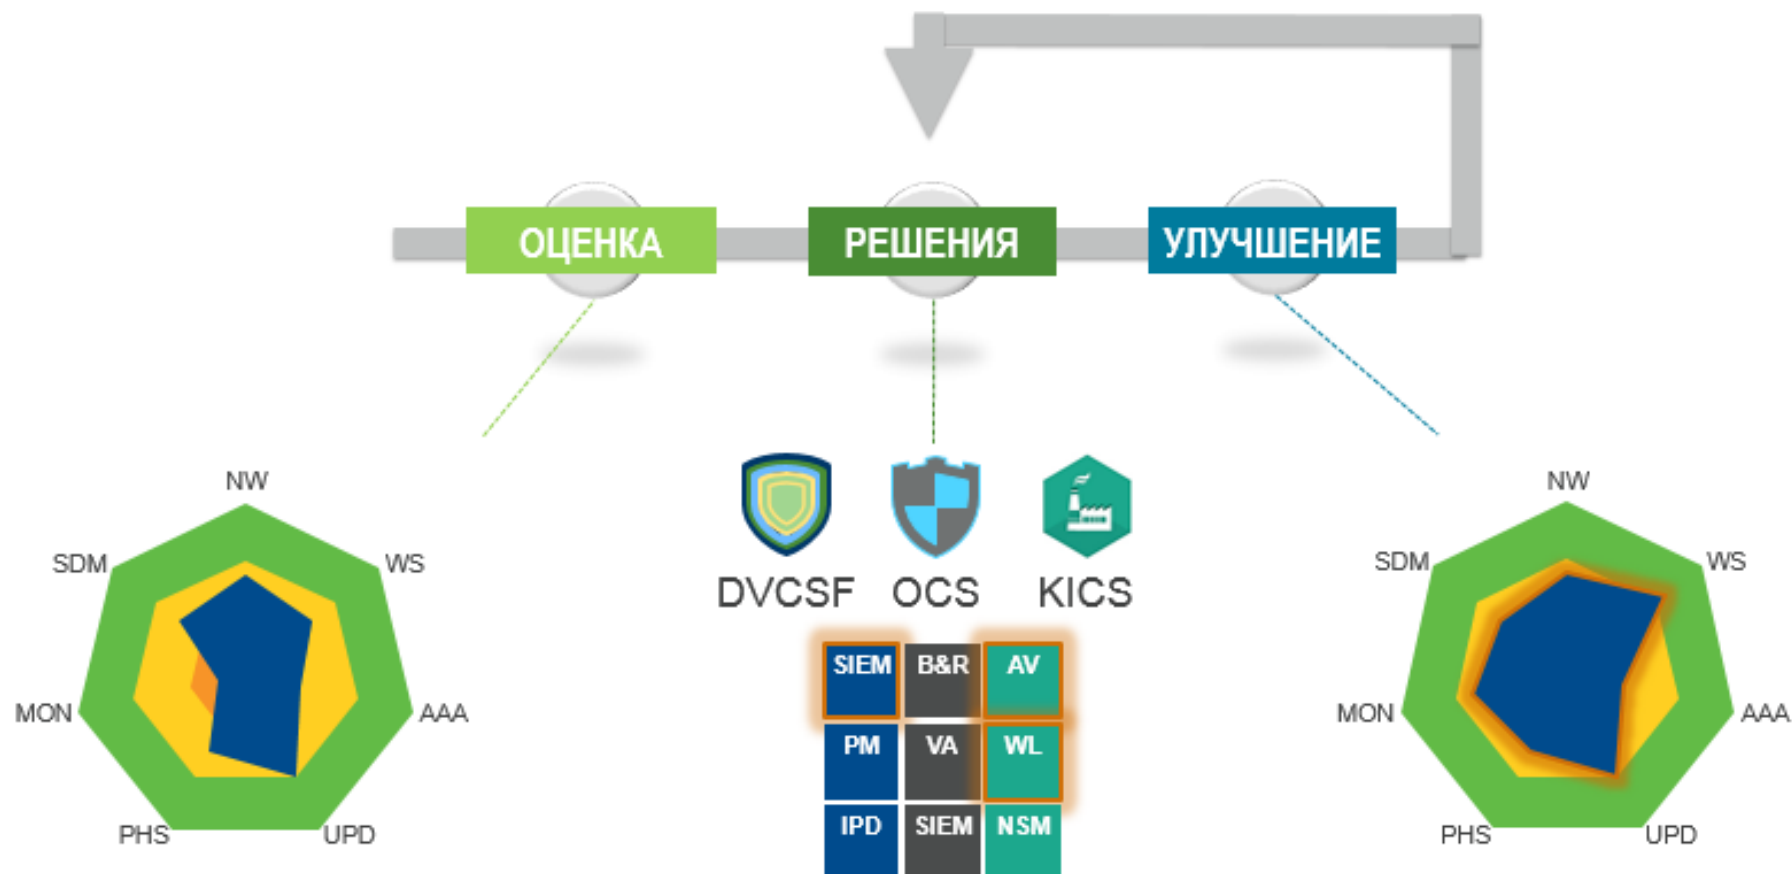 ОЦЕНКА
РЕШЕНИЯ
УЛУЧШЕНИЕ
NW
SDM
WS
MON
AAA
PHS
UPD
DVCSF
OCS
KICS
SIEM
B&R
AV
PM
VA
WL
IPD
SIEM
NSM
NW
SDM
WS
MON
AAA
PHS
UPD